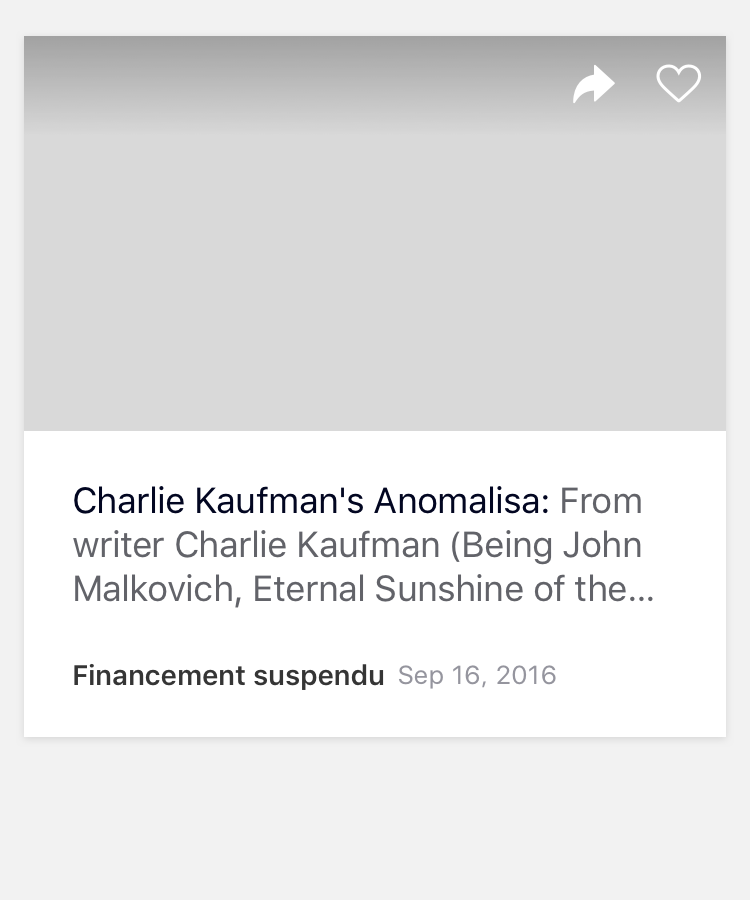 Charlie Kaufman's Anomalisa: From
writer Charlie Kaufman (Being John
Malkovich, Eternal Sunshine of the...
Financement suspendu Sep 16, 2016